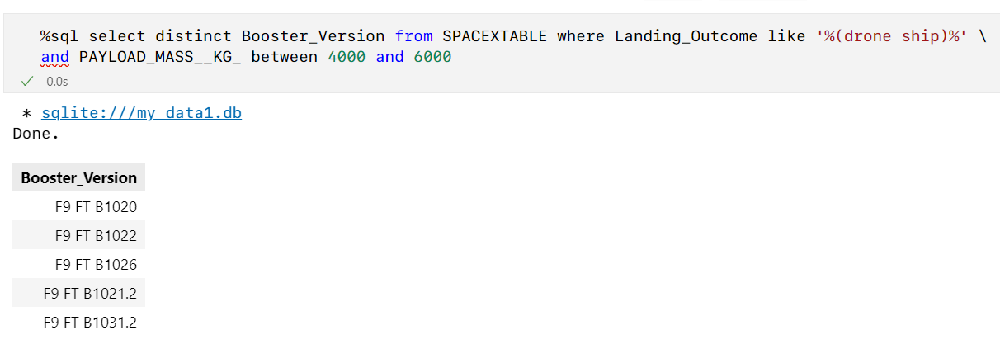 %sql select distinct Booster_Version from SPACEXTABLE where Landing_Outcome like '%(drone ship)%' \
and PAYLOAD_MASS__KG_ between 4000 and 6000
0.0s
* sqlite:///my_data1.db
Done.
Booster_Version
F9 FT B1020
F9 FT B1022
F9 FT B1026
F9 FT B1021.2
F9 FT B1031.2